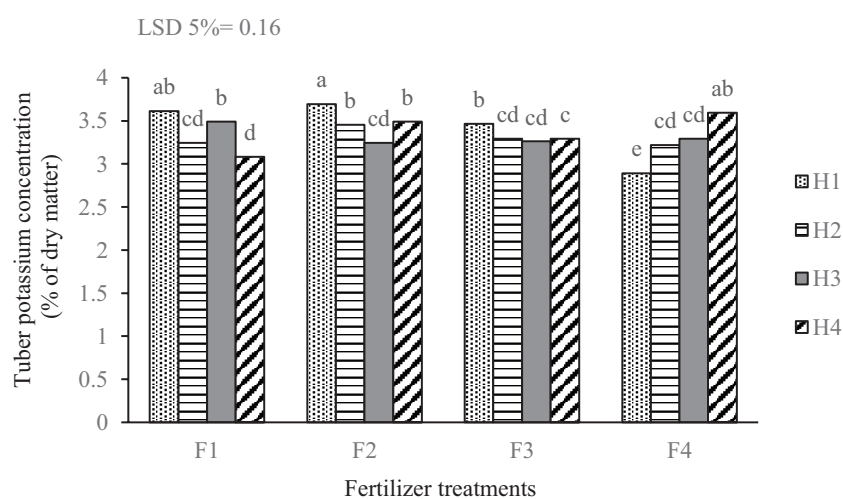 LSD 5%= 0.16
Tuber potassium concentration
(% of dry matter)
4
3.5
3
2.5
2
1.5
1
0.5
0
ab
cd
b
d
a
b
cd
b
b
cd
cd
c
e
cd
cd
ab
F1
F2
F3
F4
Fertilizer treatments
H1
H2
H3
H4